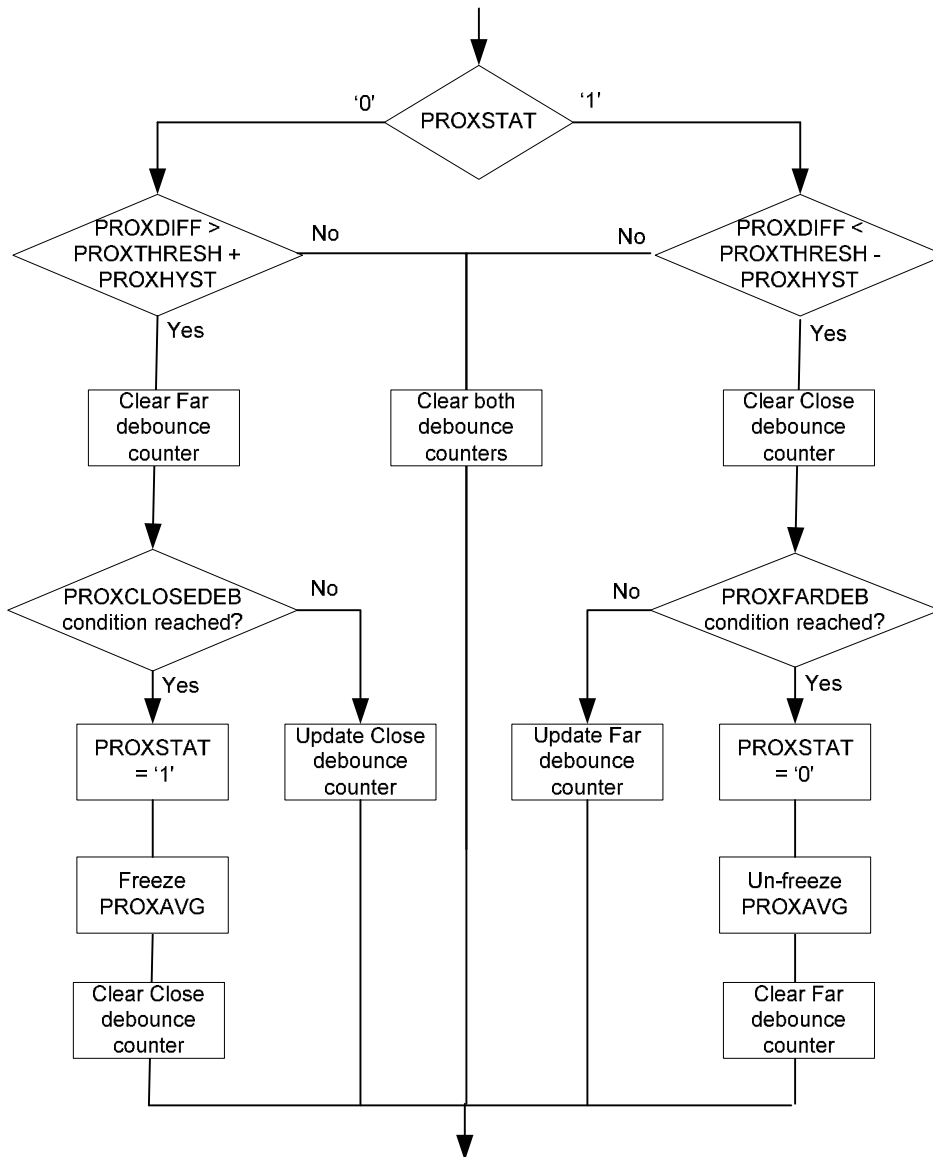 ‘0’
‘1’
PROXSTAT
PROXDIFF >
PROXTHRESH +
PROXHYST
No
No
PROXDIFF <
PROXTHRESH -
PROXHYST
Yes
Yes
Clear Far
debounce
counter
Clear both
debounce
counters
Clear Close
debounce
counter
PROXCLOSEDEB
condition reached?
No
No
PROXFARDEB
condition reached?
Yes
Yes
PROXSTAT
= ‘1’
Update Close
debounce
counter
Update Far
debounce
counter
PROXSTAT
= ‘0’
Freeze
PROXAVG
Un-freeze
PROXAVG
Clear Close
debounce
counter
Clear Far
debounce
counter